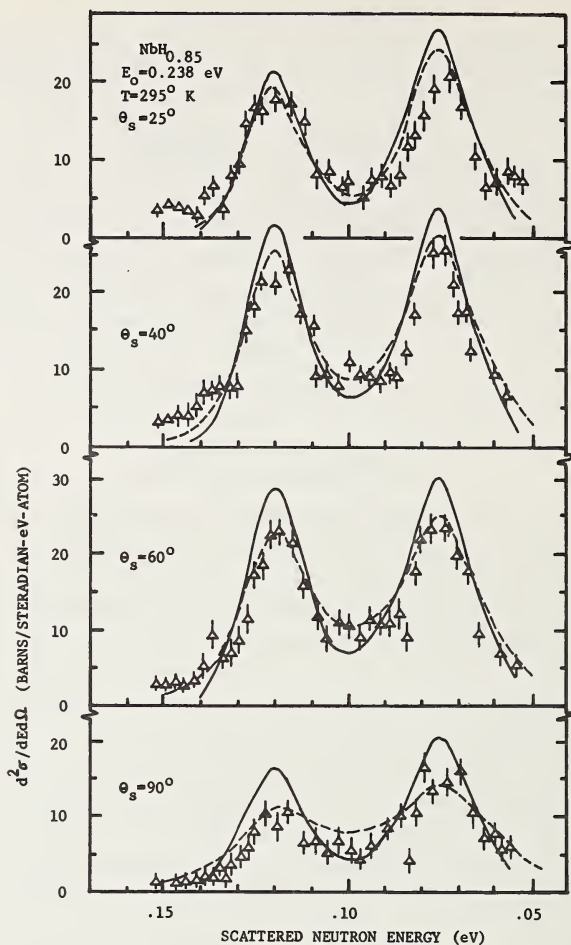 NbH0.85
E0=0.238 eV
T=295° K
θs=25°
20
10
0
θs=40°
20
10
0
30
θs=60°
20
10
0
θs=90°
20
10
0
.15
.10
.05
SCATTERED NEUTRON ENERGY (eV)
d²σ/dEdΩ (BARNS/STERADIAN-eV-ATOM)